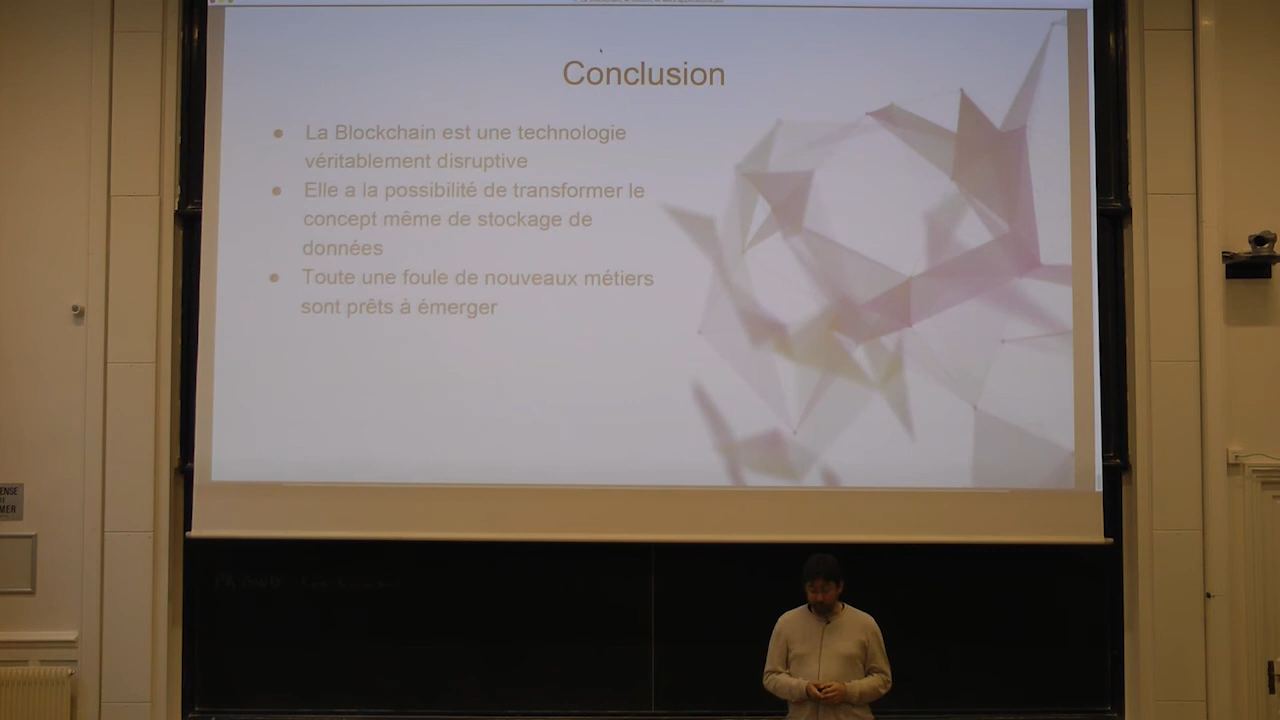 Conclusion
● La Blockchain est une technologie
véritablement disruptive
● Elle a la possibilité de transformer le
concept même de stockage de
données
● Toute une foule de nouveaux métiers
sont prêts à émerger